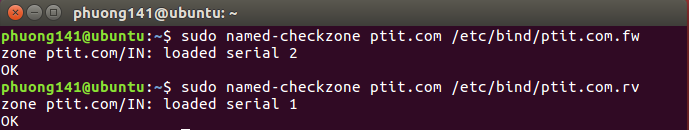 phuong141@ubuntu: ~
phuong141@ubuntu:~$ sudo named-checkzone ptit.com /etc/bind/ptit.com.fw
zone ptit.com/IN: loaded serial 2
OK
phuong141@ubuntu:~$ sudo named-checkzone ptit.com /etc/bind/ptit.com.rv
zone ptit.com/IN: loaded serial 1
OK